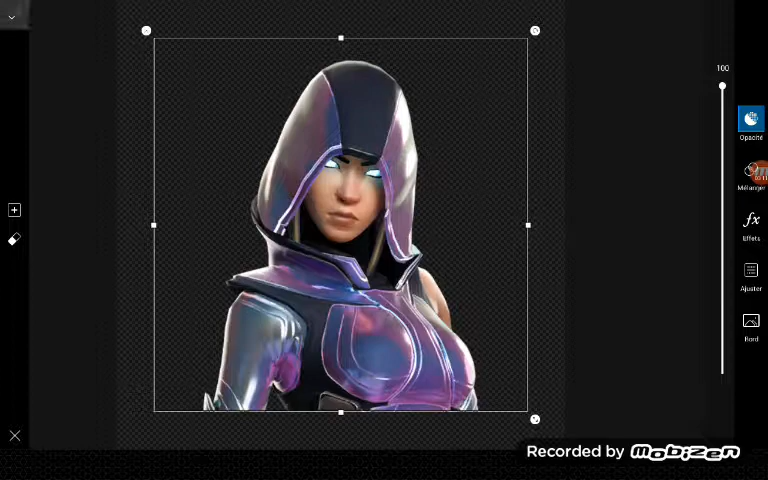 100
Opacité
Mélanger
fx
Effets
Ajuster
Bord
Recorded by MobiZen